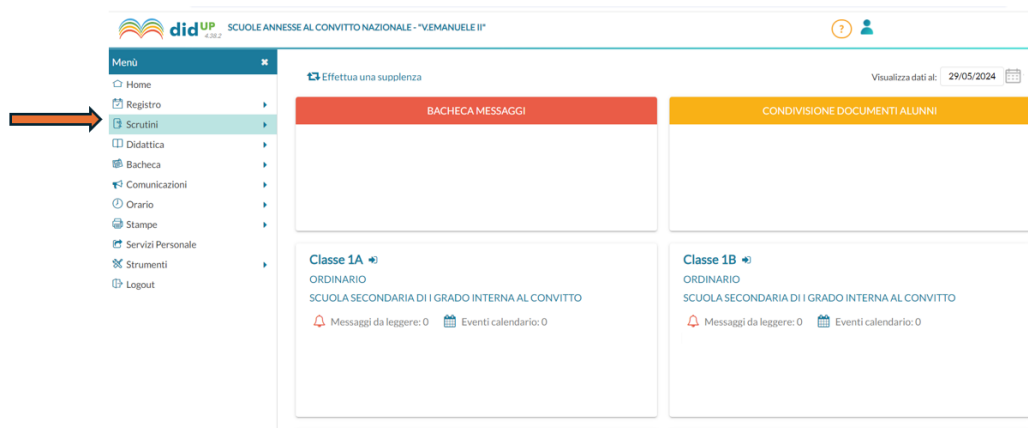 didUP 4.38.2
SCUOLE ANNESSE AL CONVITTO NAZIONALE - "V.EMANUELE II"
?
Menù
Home
Registro
Scrutini
Didattica
Bacheca
Comunicazioni
Orario
Stampe
Servizi Personale
Strumenti
Logout
Effettua una supplenza
Visualizza dati al: 29/05/2024
BACHECA MESSAGGI
CONDIVISIONE DOCUMENTI ALUNNI
Classe 1A
ORDINARIO
SCUOLA SECONDARIA DI I GRADO INTERNA AL CONVITTO
Messaggi da leggere: 0 Eventi calendario: 0
Classe 1B
ORDINARIO
SCUOLA SECONDARIA DI I GRADO INTERNA AL CONVITTO
Messaggi da leggere: 0 Eventi calendario: 0